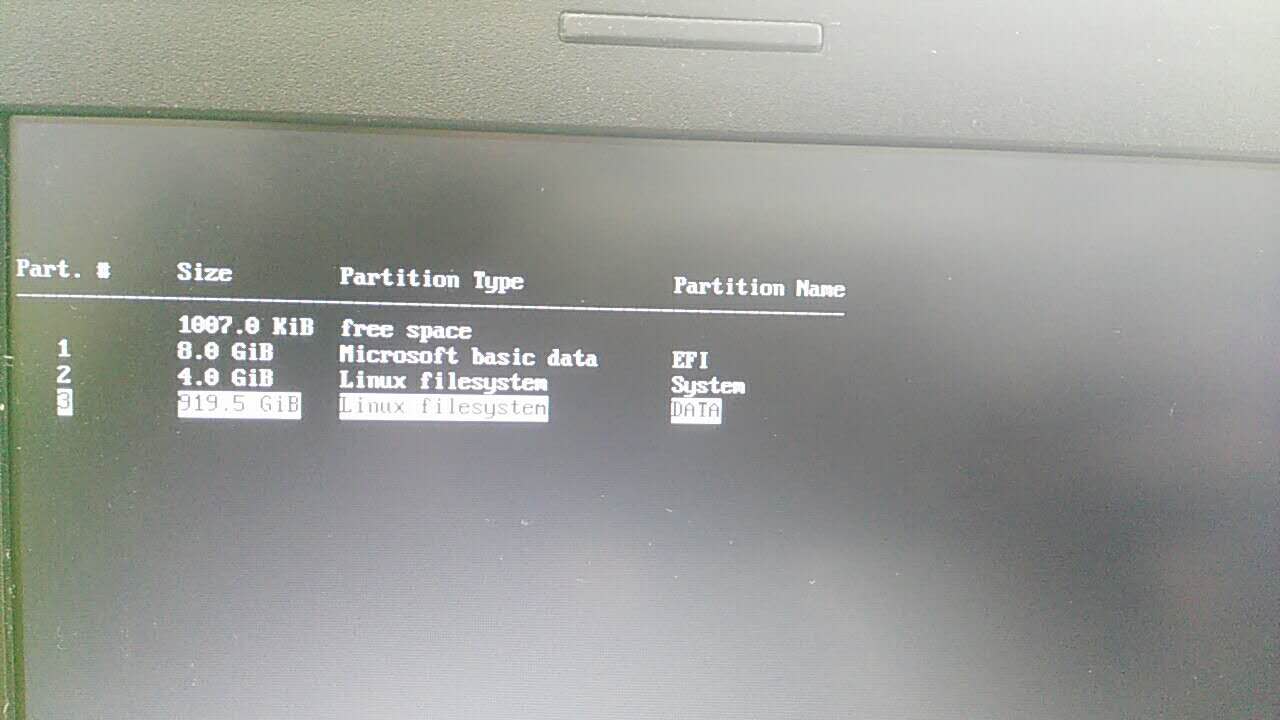 Part. # Size Partition Type Partition Name
1007.0 KiB free space
1 8.0 GiB Microsoft basic data EFI
2 4.0 GiB Linux filesystem System
3 919.5 GiB Linux filesystem DATA